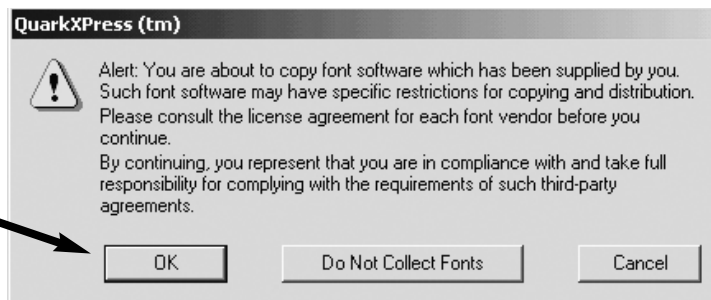 QuarkXPress (tm)
Alert: You are about to copy font software which has been supplied by you.
Such font software may have specific restrictions for copying and distribution.
Please consult the license agreement for each font vendor before you
continue.
By continuing, you represent that you are in compliance with and take full
responsibility for complying with the requirements of such third-party
agreements.
OK Do Not Collect Fonts Cancel